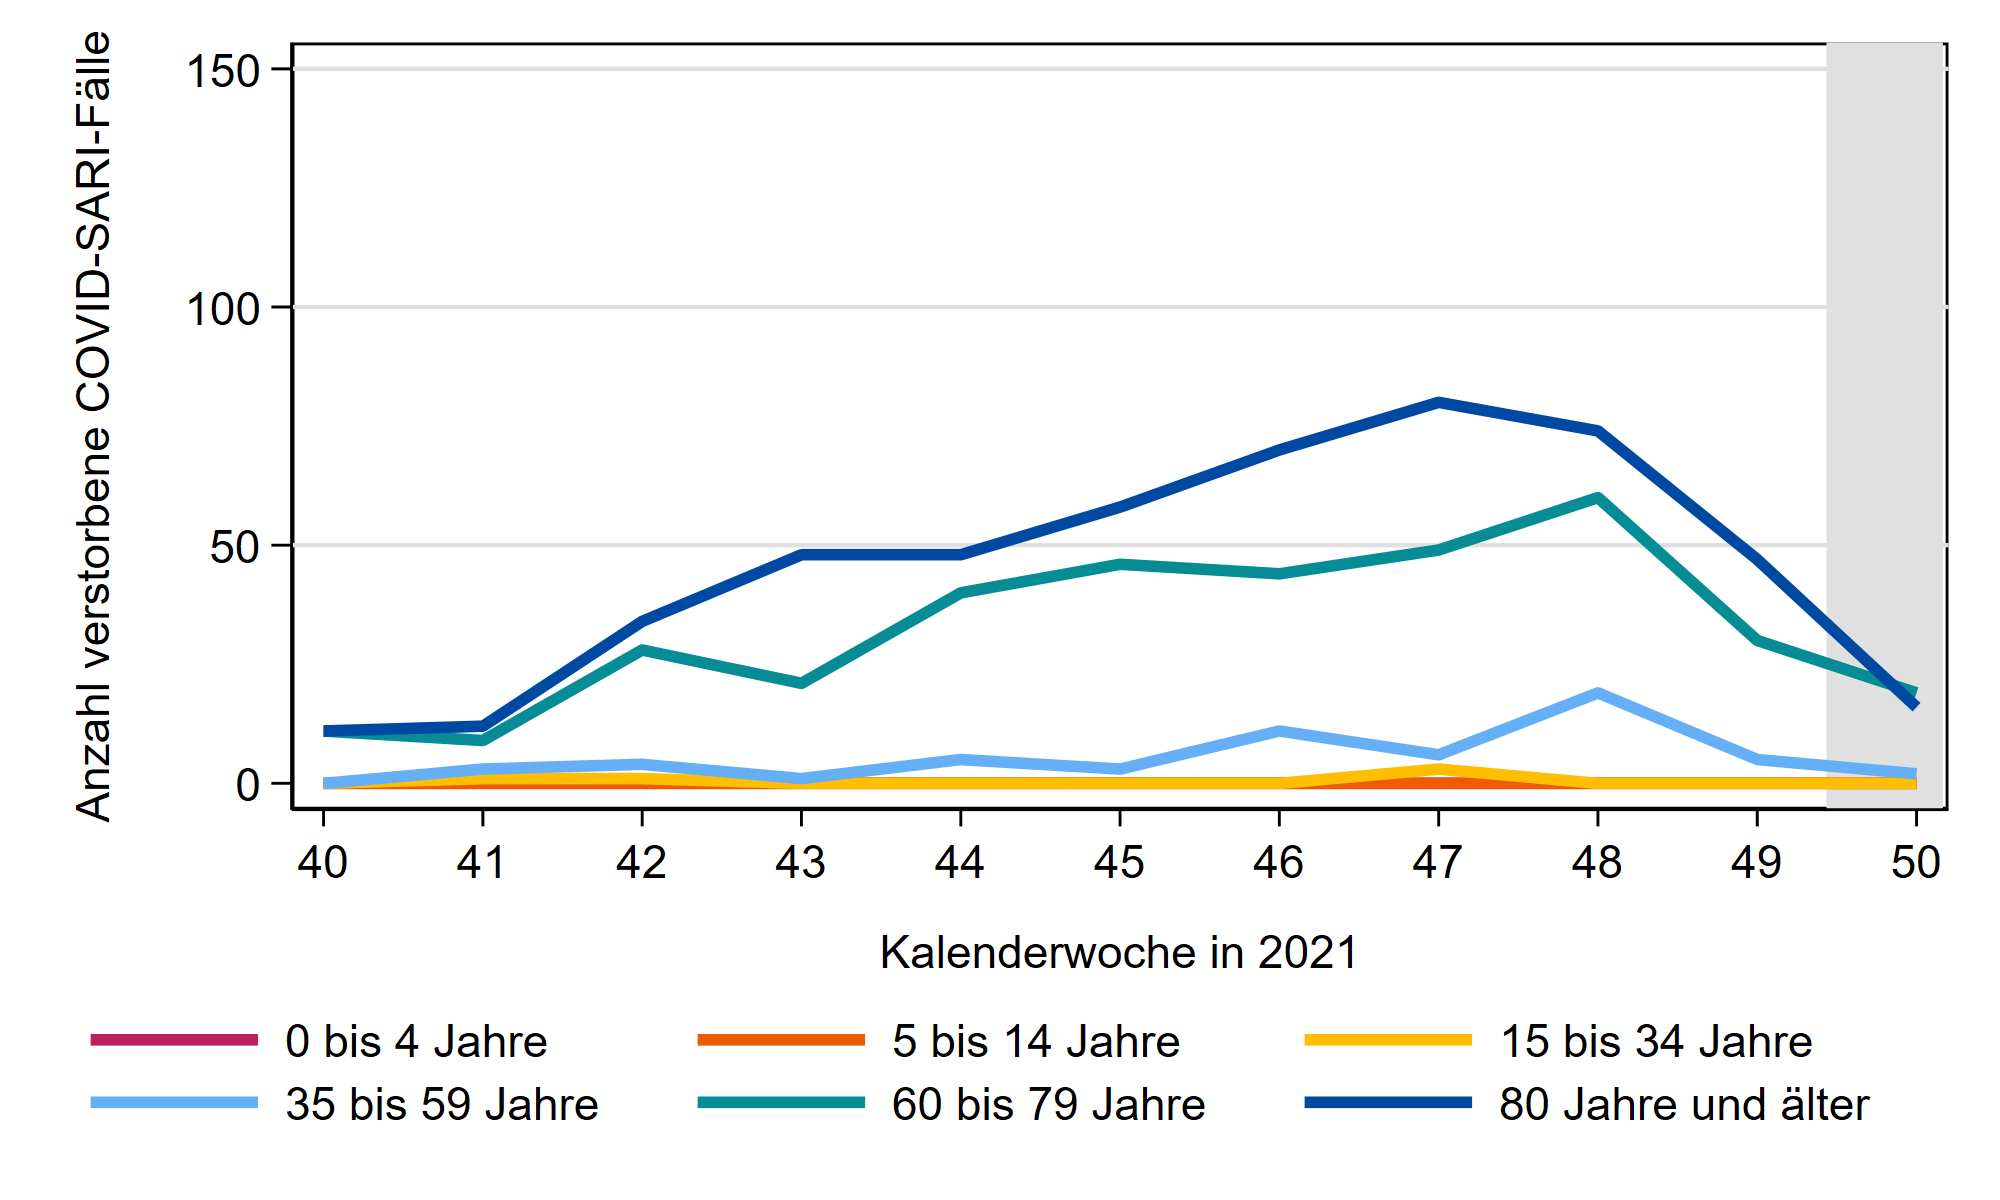 Anzahl verstorbene COVID-SARI-Fälle
150
100
50
0
40 41 42 43 44 45 46 47 48 49 50
Kalenderwoche in 2021
0 bis 4 Jahre 5 bis 14 Jahre 15 bis 34 Jahre
35 bis 59 Jahre 60 bis 79 Jahre 80 Jahre und älter